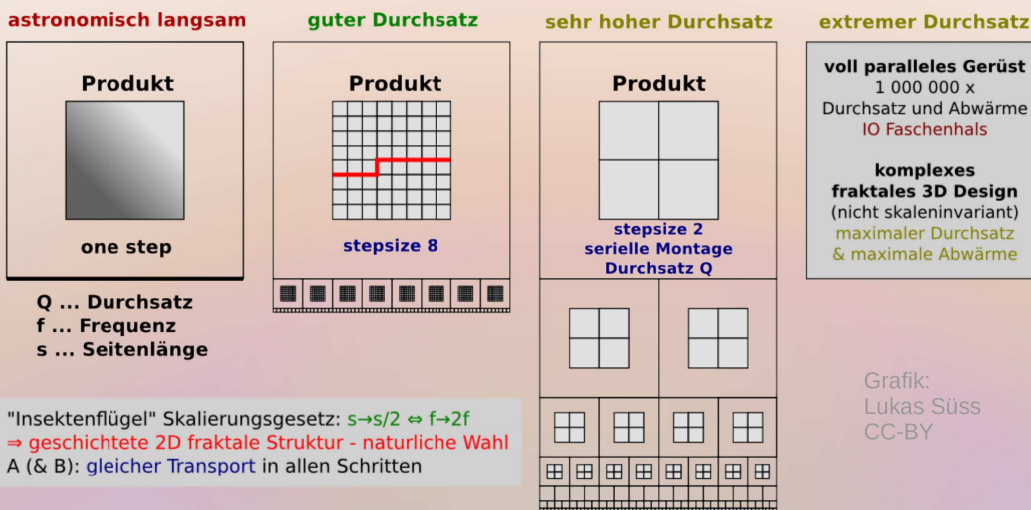 astronomisch langsam
Produkt
one step
Q ... Durchsatz
f ... Frequenz
s ... Seitenlänge
guter Durchsatz
Produkt
stepsize 8
sehr hoher Durchsatz
Produkt
stepsize 2
serielle Montage
Durchsatz Q
extremer Durchsatz
voll paralleles Gerüst
1 000 000 x
Durchsatz und Abwärme
IO Faschenhals
komplexes
fraktales 3D Design
(nicht skaleninvariant)
maximaler Durchsatz
& maximale Abwärme
"Insektenflügel" Skalierungsgesetz: s→s/2 ⇔ f→2f
⇒ geschichtete 2D fraktale Struktur - naturliche Wahl
A (& B): gleicher Transport in allen Schritten
Grafik:
Lukas Süss
CC-BY